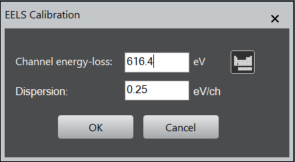 EELS Calibration
Channel energy-loss: 616.4 eV
Dispersion: 0.25 eV/ch
OK Cancel